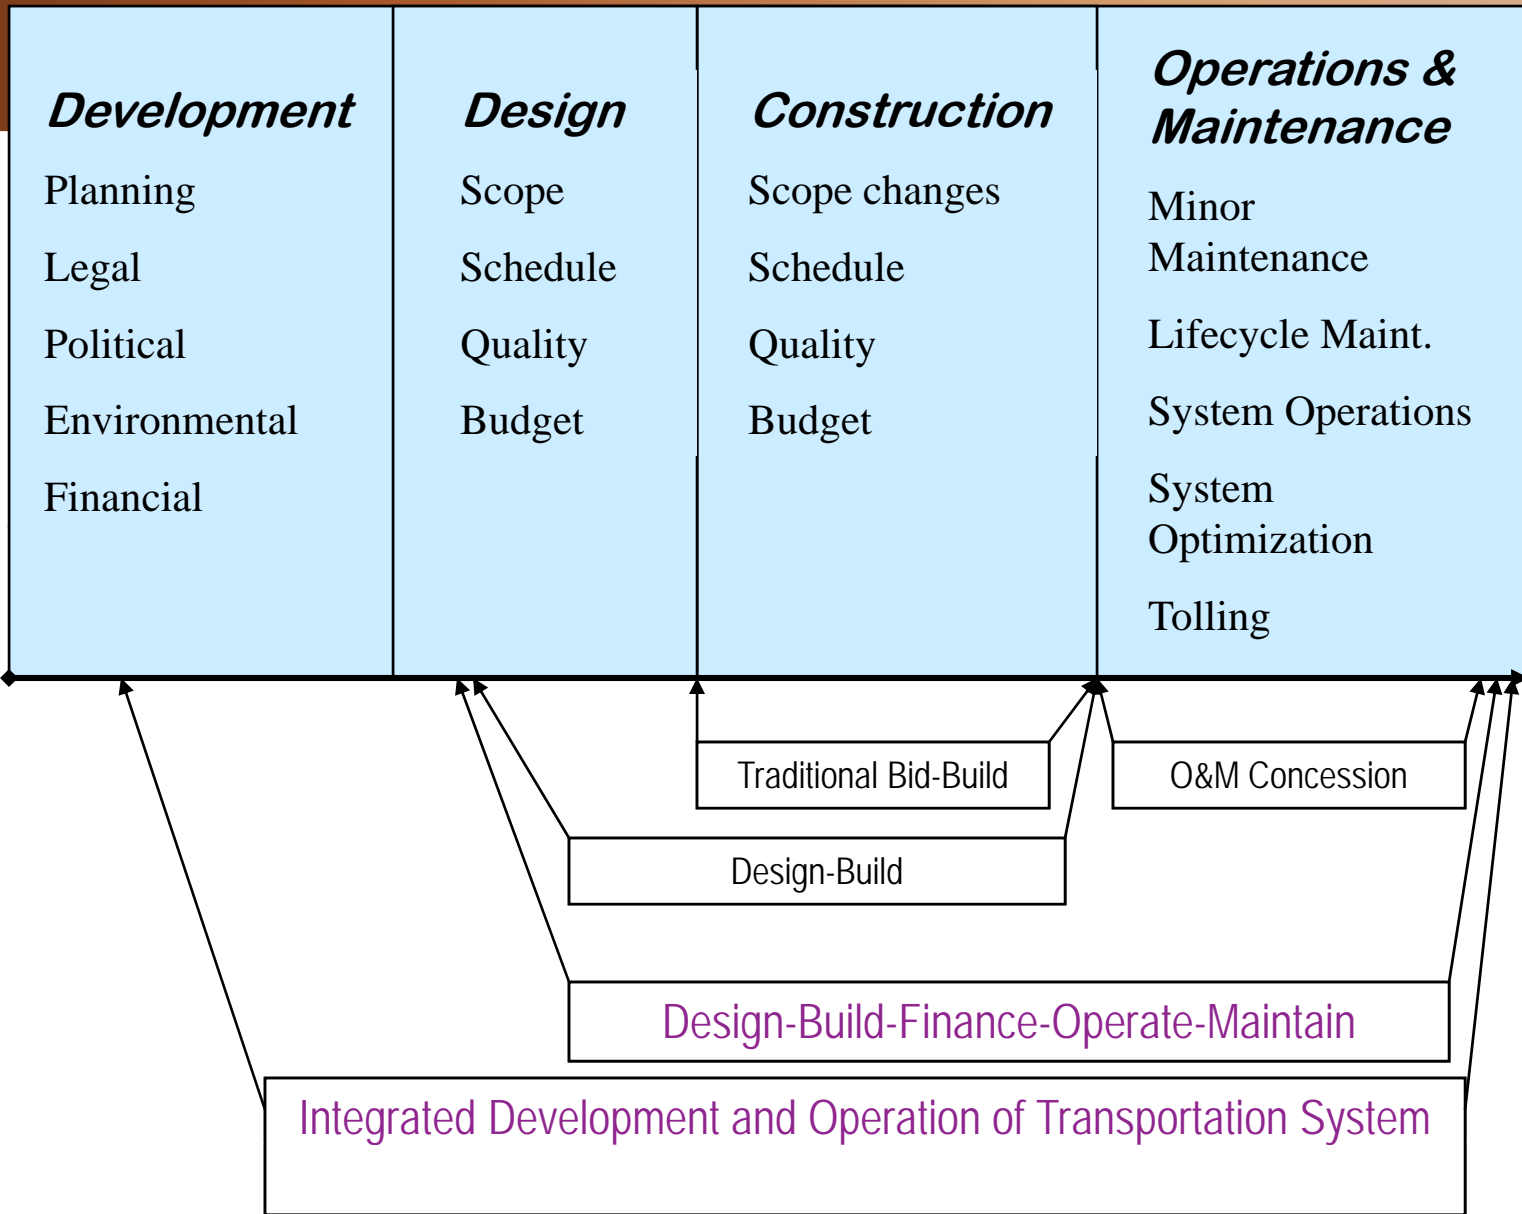 Development
Planning
Legal
Political
Environmental
Financial
Design
Scope
Schedule
Quality
Budget
Construction
Scope changes
Schedule
Quality
Budget
Operations &
Maintenance
Minor
Maintenance
Lifecycle Maint.
System Operations
System
Optimization
Tolling
Traditional Bid-Build
O&M Concession
Design-Build
Design-Build-Finance-Operate-Maintain
Integrated Development and Operation of Transportation System